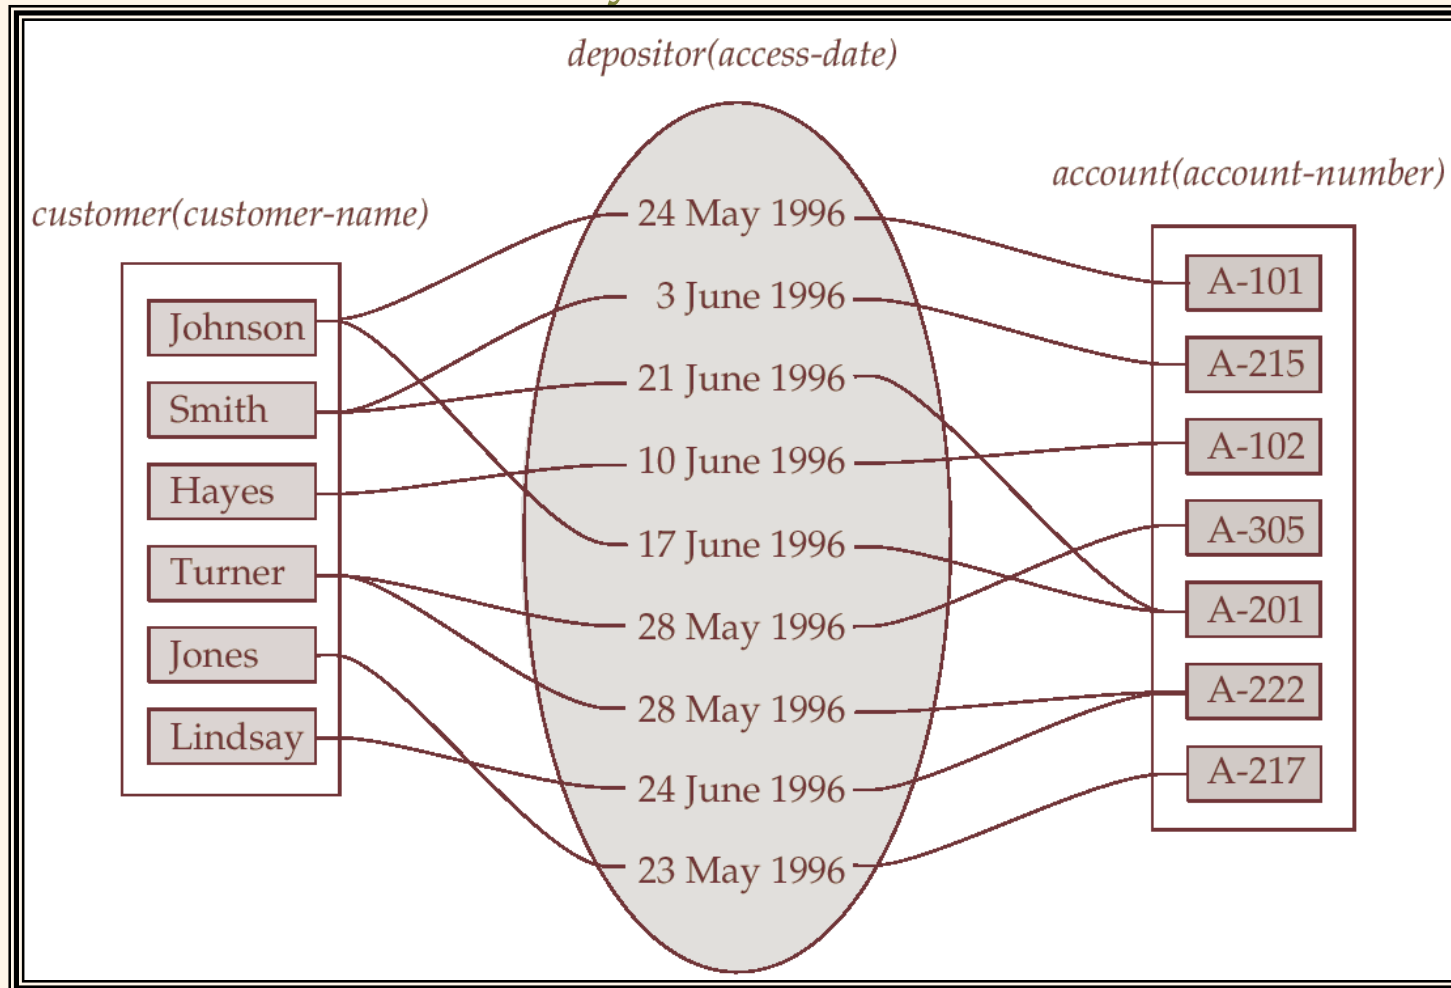 depositor(access-date)
account(account-number)
customer(customer-name)
Johnson
Smith
Hayes
Turner
Jones
Lindsay
24 May 1996
3 June 1996
21 June 1996
10 June 1996
17 June 1996
28 May 1996
28 May 1996
24 June 1996
23 May 1996
A-101
A-215
A-102
A-305
A-201
A-222
A-217